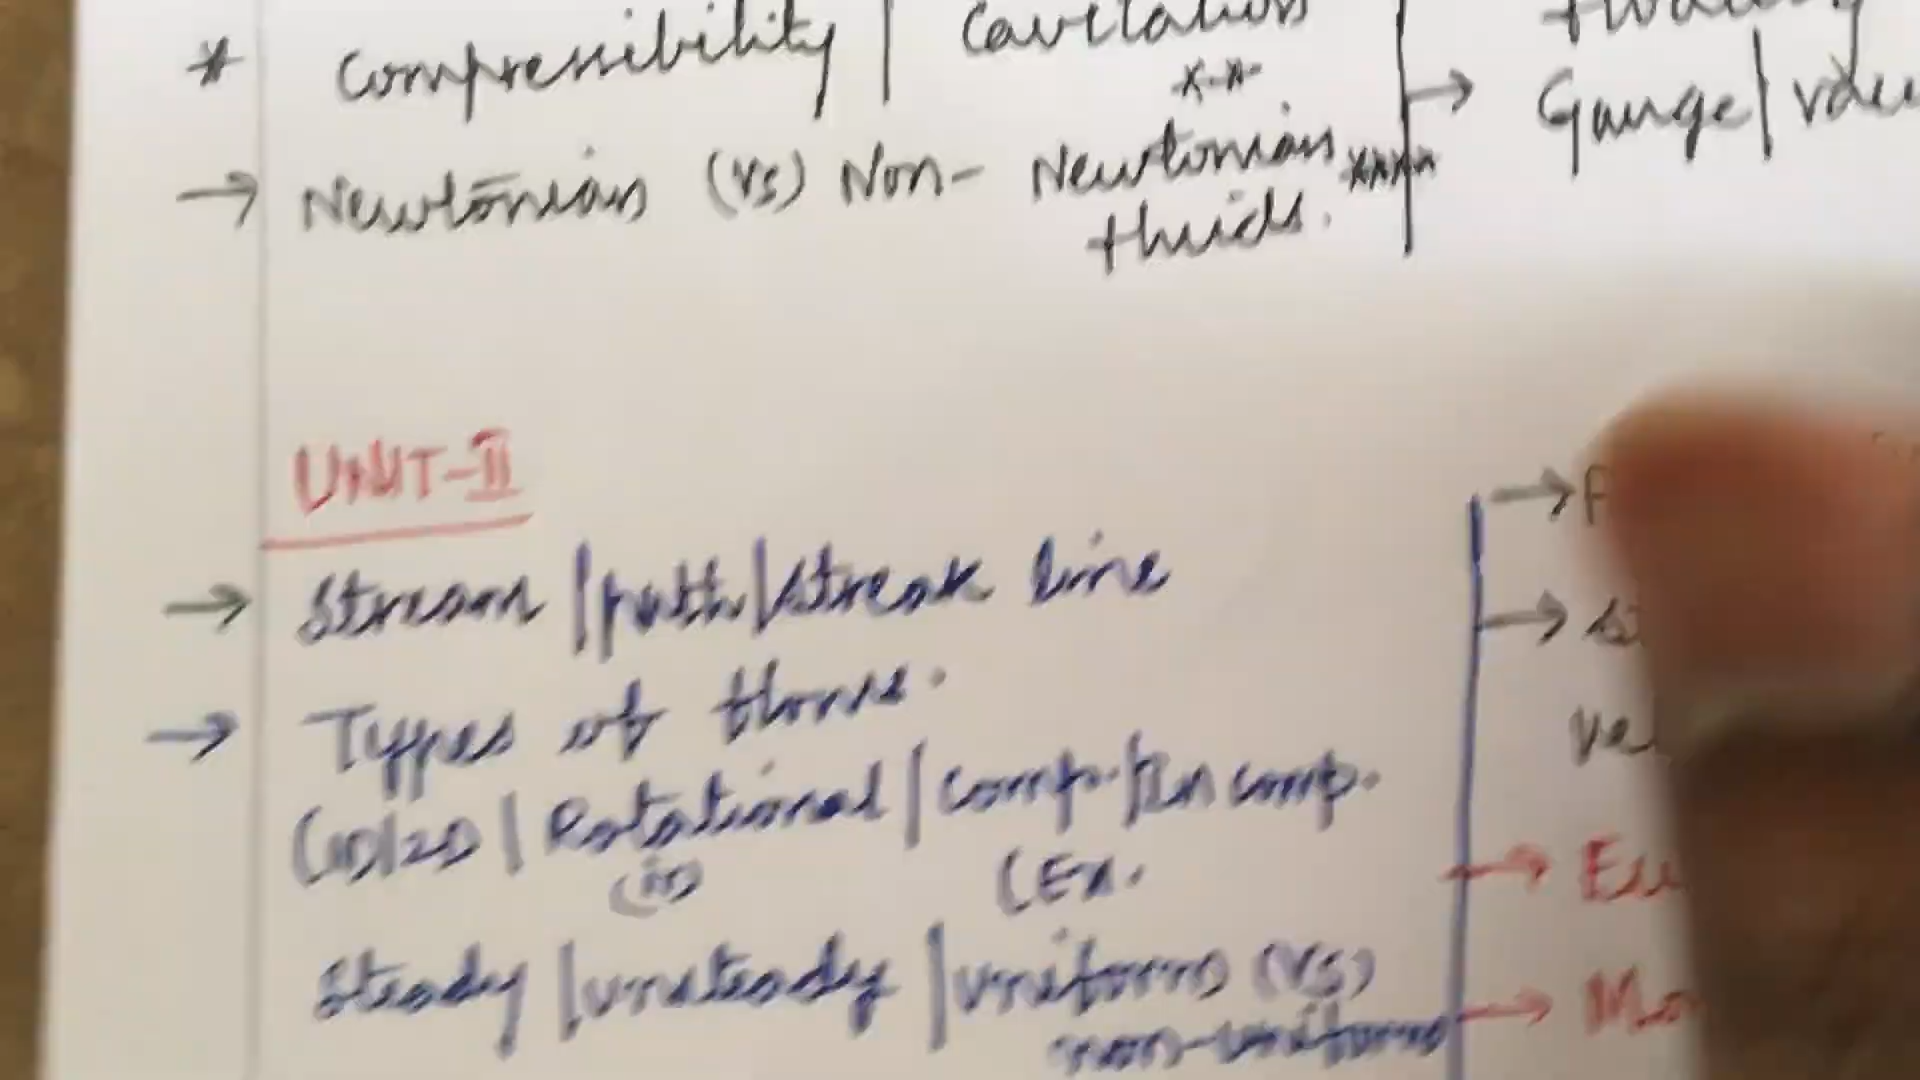 * Compressibility | Cavitation
→ Newtonian (vs) Non- Newtonian
fluids.
→ Gauge |
UNIT-II
→ Stream | path | streak line
→ Types of flows.
(1D/2D | Rotational | comp. | In comp.
(ir) (Ex.
Steady | unsteady | uniform (vs)
non-uniform